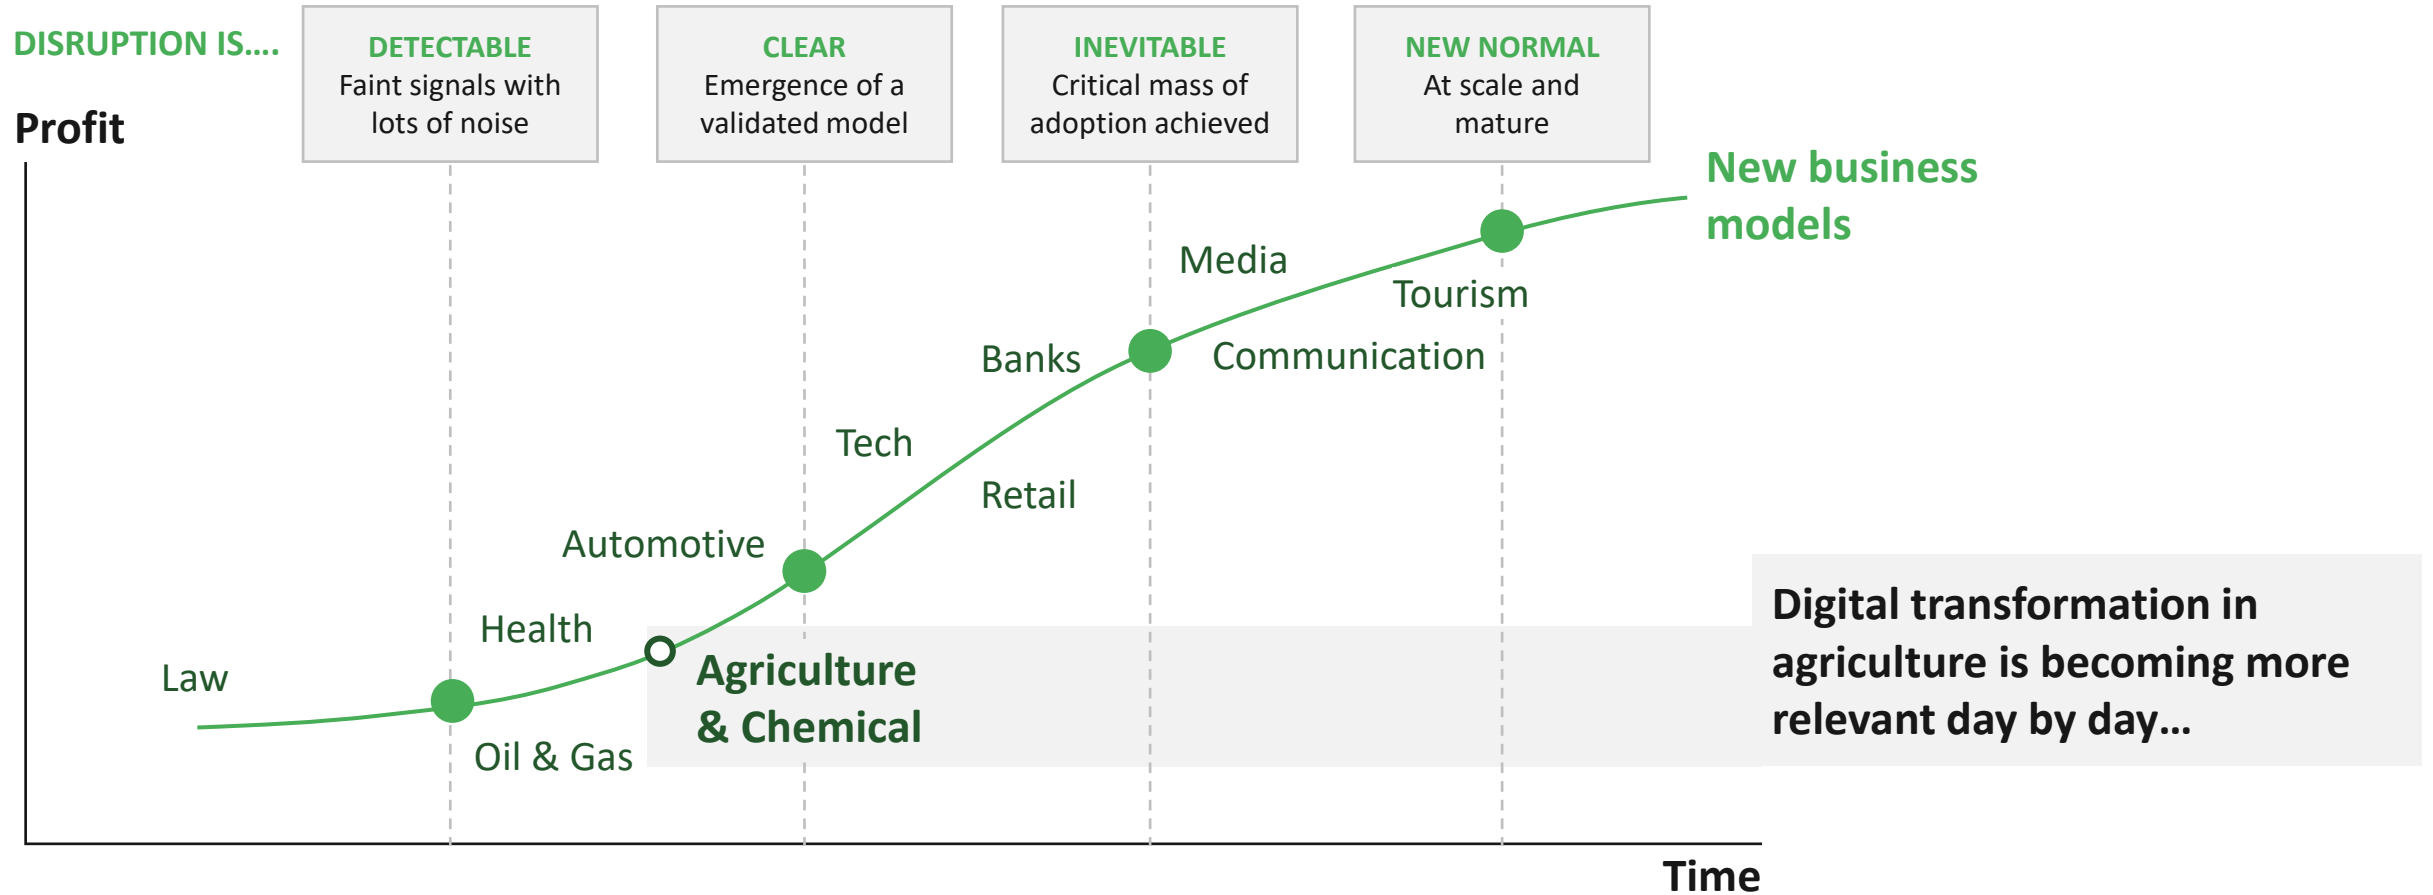 DISRUPTION IS....
DETECTABLE
Faint signals with
lots of noise
CLEAR
Emergence of a
validated model
INEVITABLE
Critical mass of
adoption achieved
NEW NORMAL
At scale and
mature
Profit
New business
models
Media
Tourism
Banks
Communication
Tech
Retail
Automotive
Health
Law
Agriculture
& Chemical
Oil & Gas
Digital transformation in
agriculture is becoming more
relevant day by day…
Time